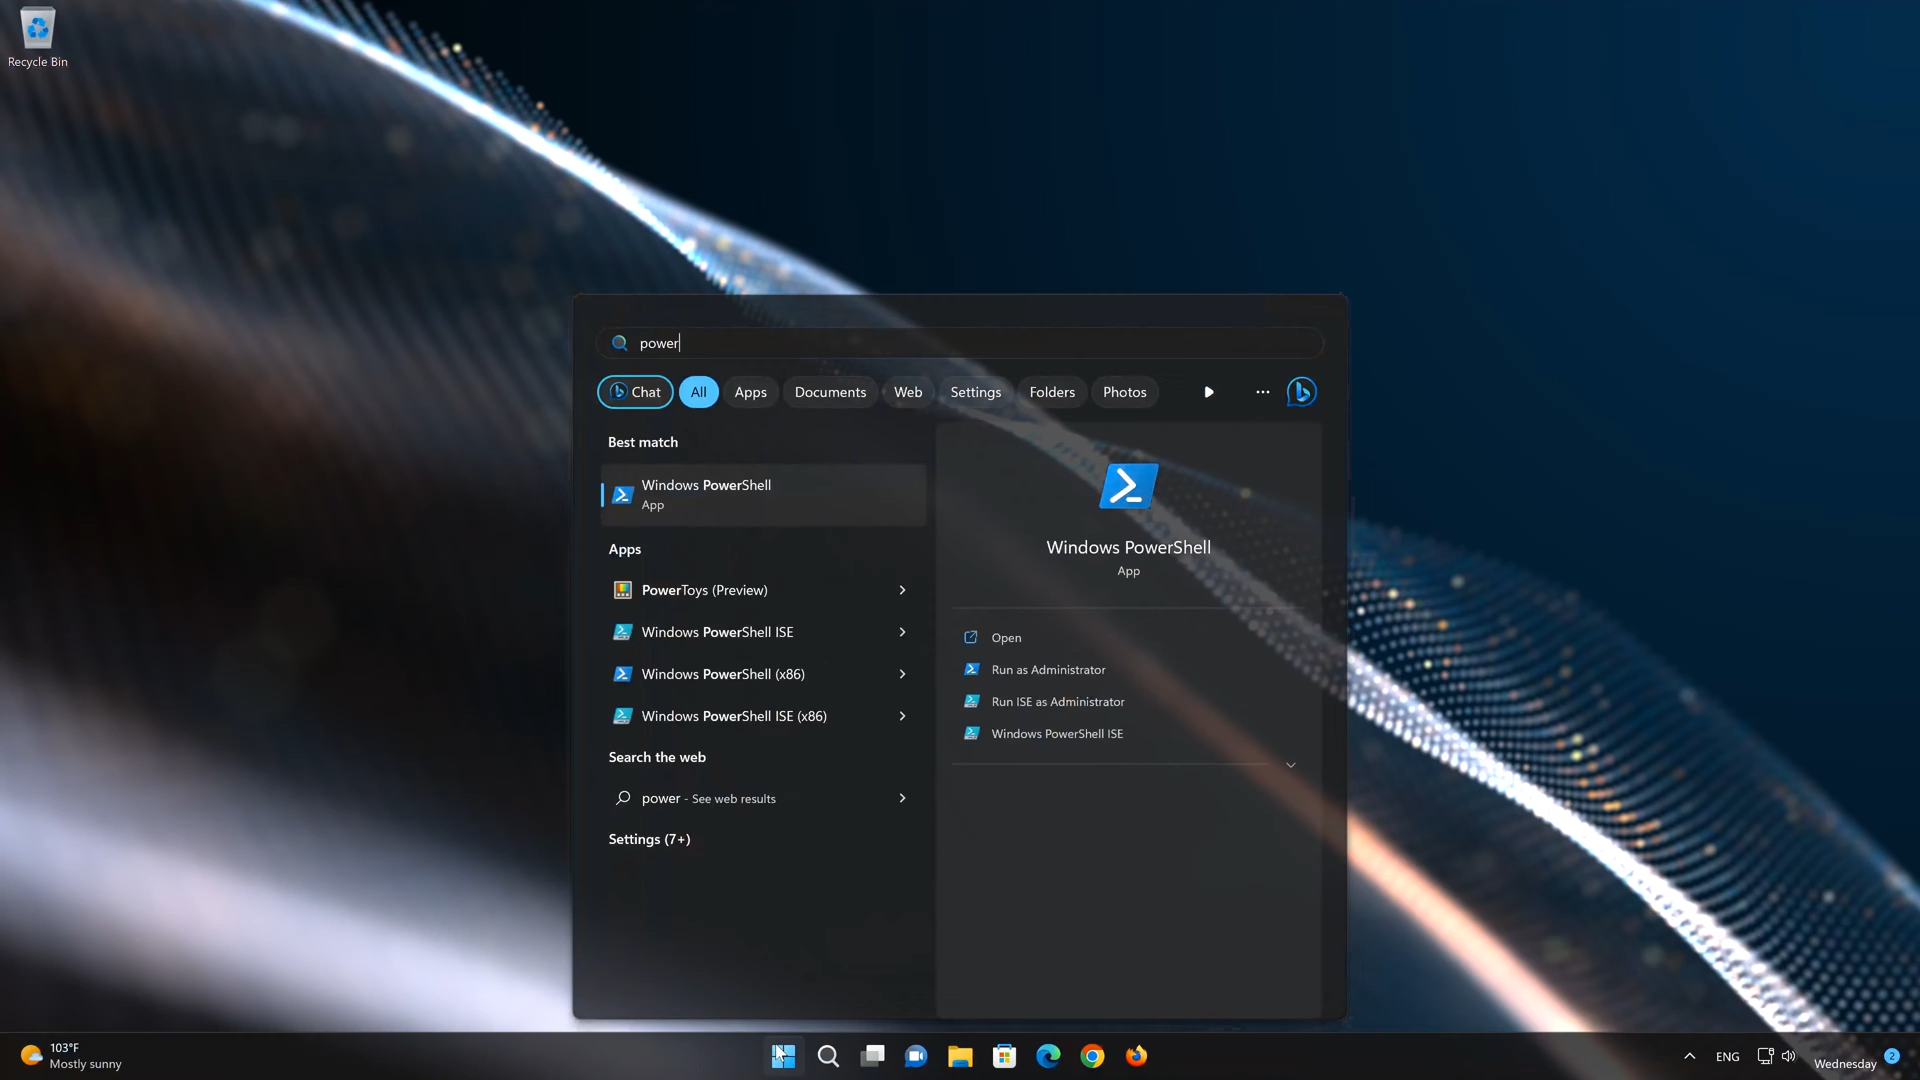 Recycle Bin
power
Chat
All
Apps
Documents
Web
Settings
Folders
Photos
Best match
Windows PowerShell
App
Apps
PowerToys (Preview)
Windows PowerShell ISE
Windows PowerShell (x86)
Windows PowerShell ISE (x86)
Search the web
power - See web results
Settings (7+)
Windows PowerShell
App
Open
Run as Administrator
Run ISE as Administrator
Windows PowerShell ISE
103°F
Mostly sunny
ENG
Wednesday
2